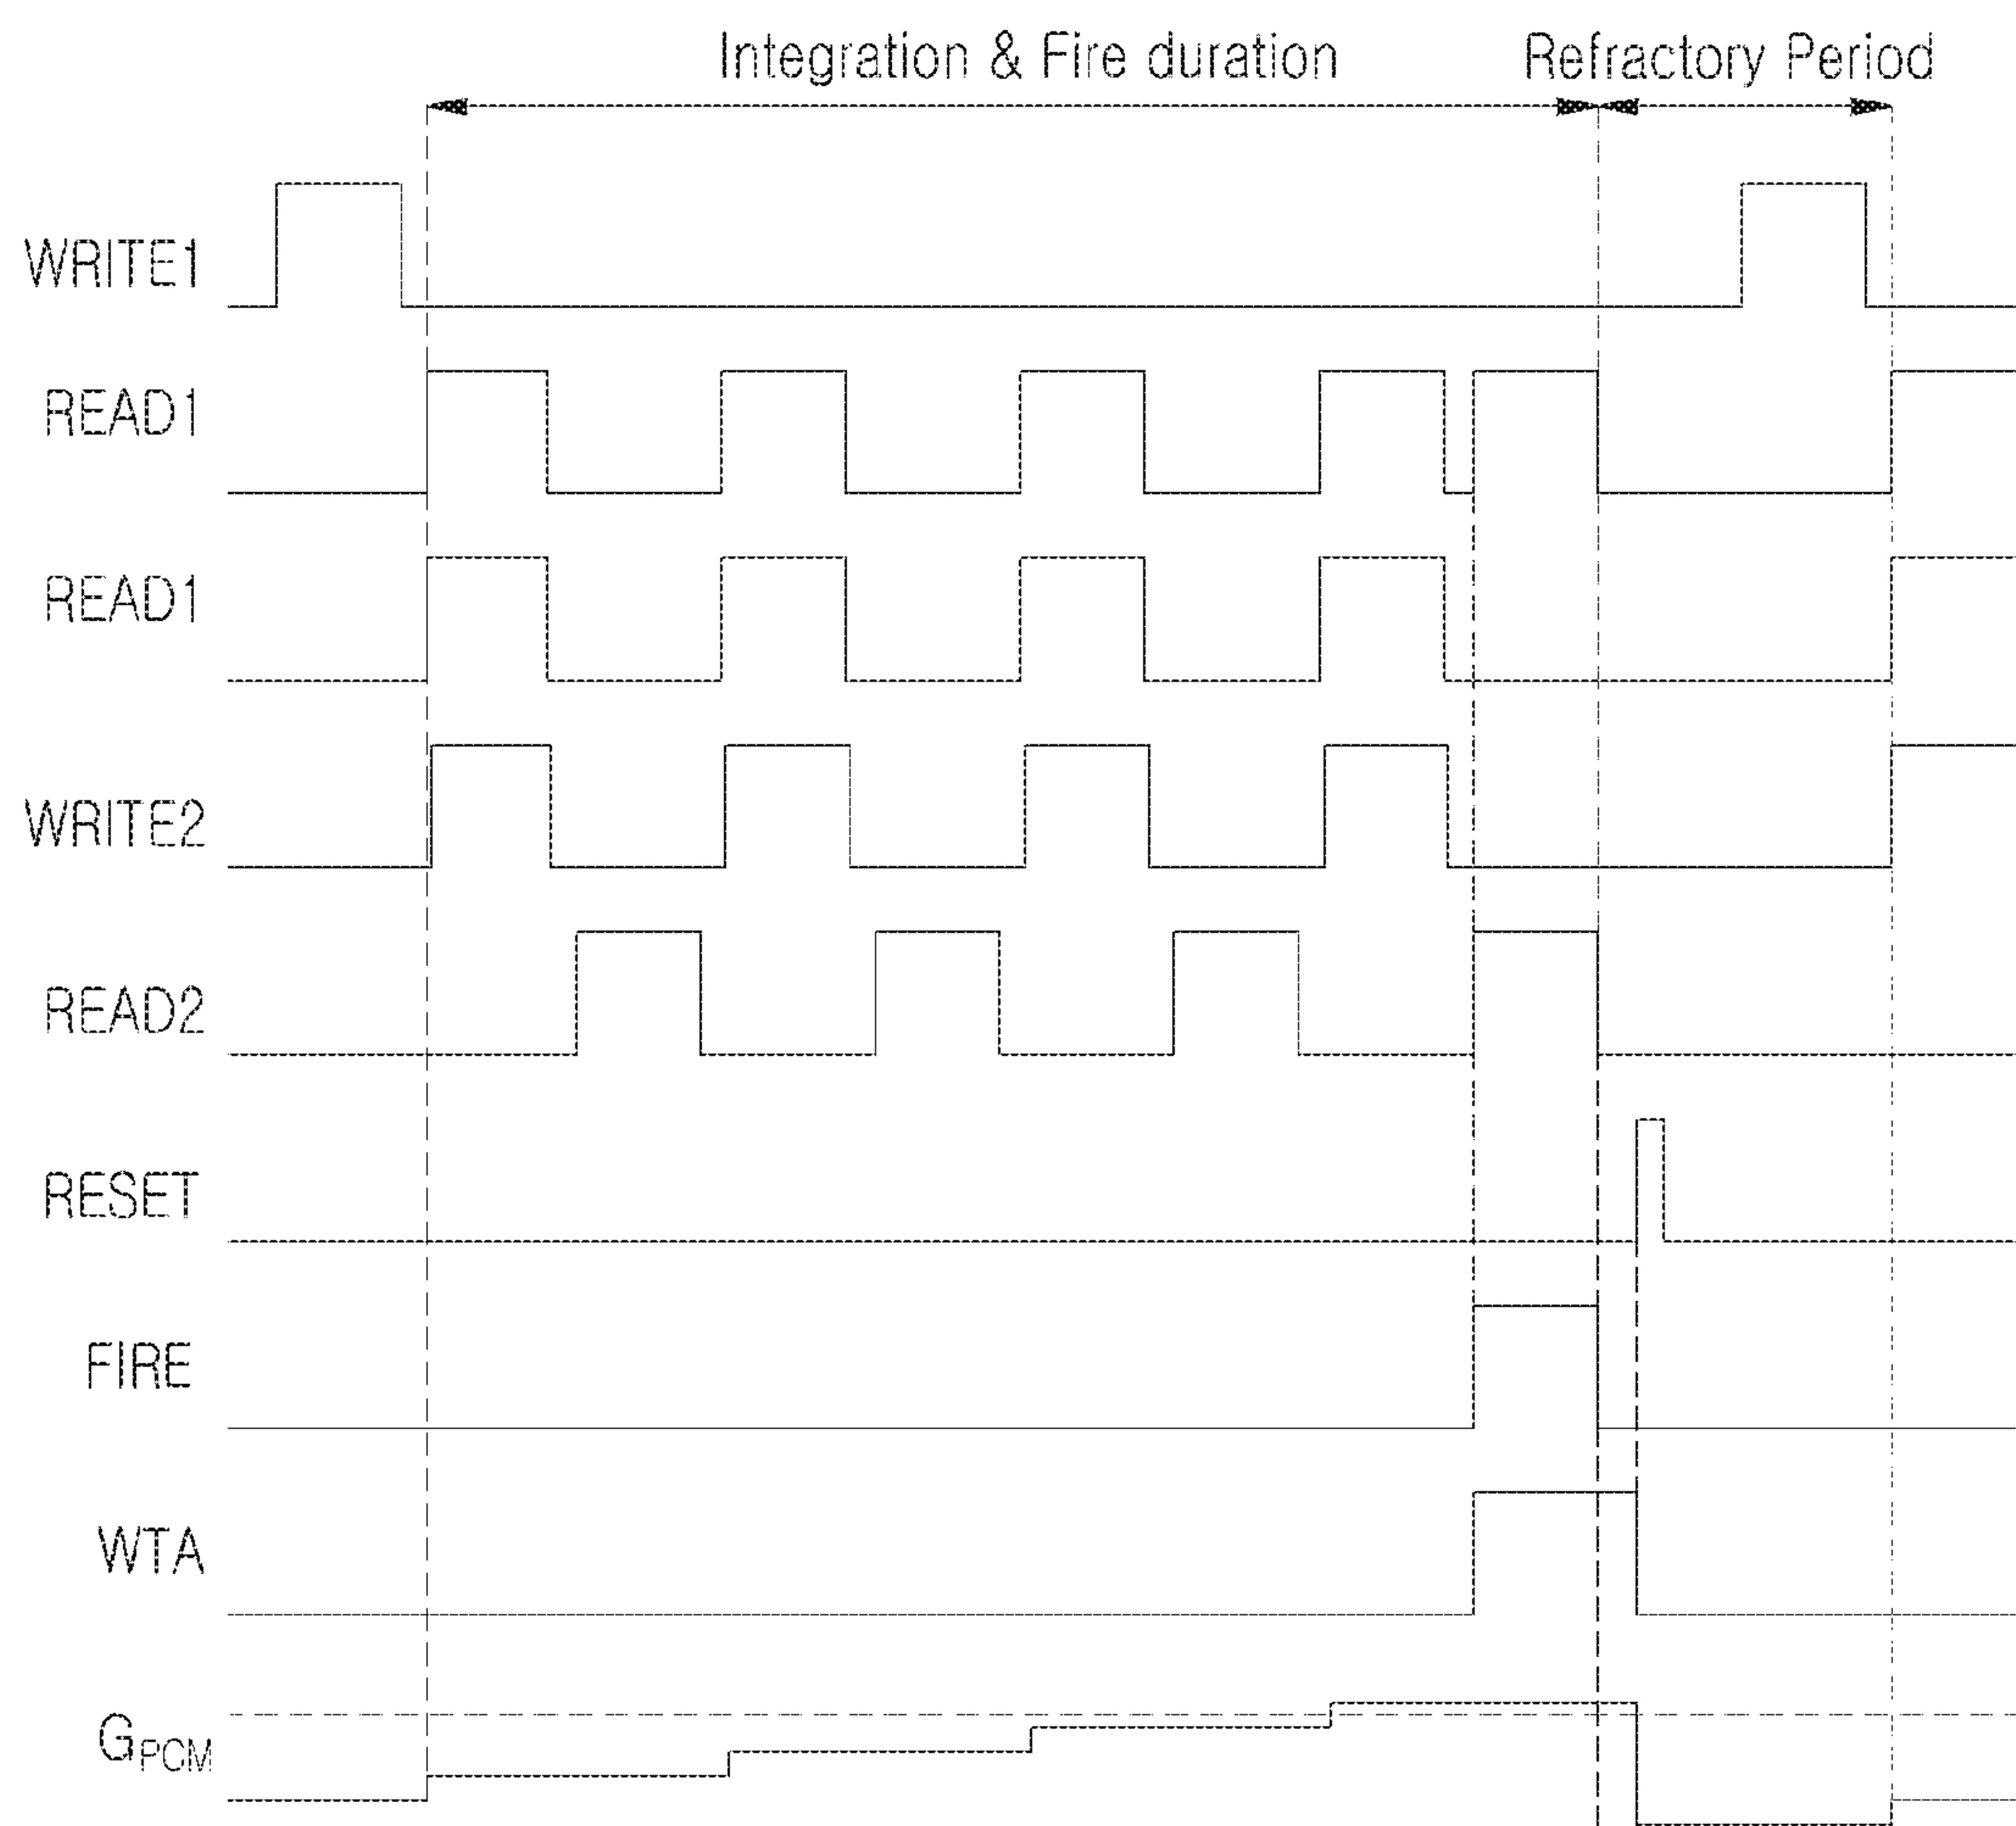 Integration & Fire duration Refractory Period
WRITE1
READ1
READ1
WRITE2
READ2
RESET
FIRE
WTA
GPCM